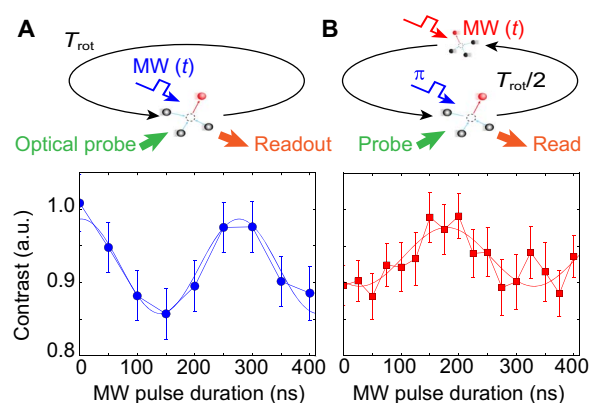 A
T_rot
MW (t)
Optical probe
Readout
B
MW (t)
π
T_rot/2
Probe
Read
Contrast (a.u.)
1.0
0.9
0.8
0 100 200 300 400
MW pulse duration (ns)
0 100 200 300 400
MW pulse duration (ns)